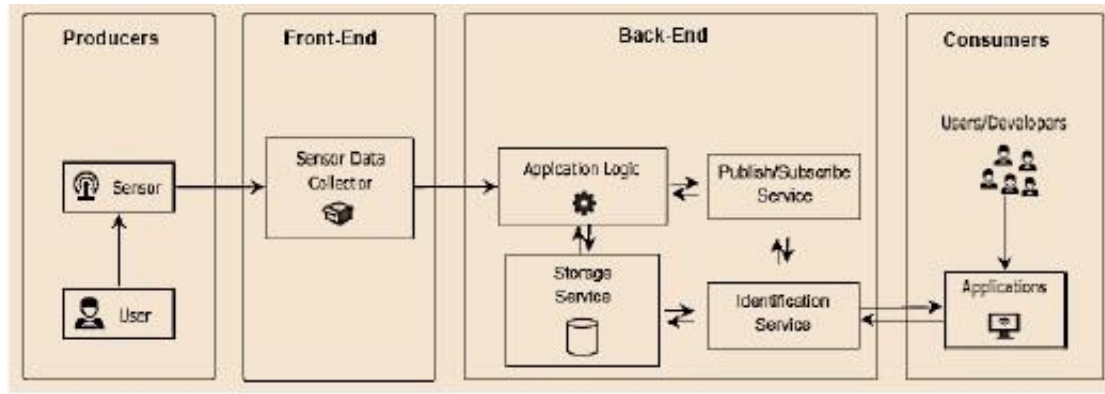 Producers
Front-End
Back-End
Consumers
Users/Developers
Sensor Data
Collector
Application Logic
Publish/Subscribe
Service
Sensor
Storage
Service
Identification
Service
Applications
User